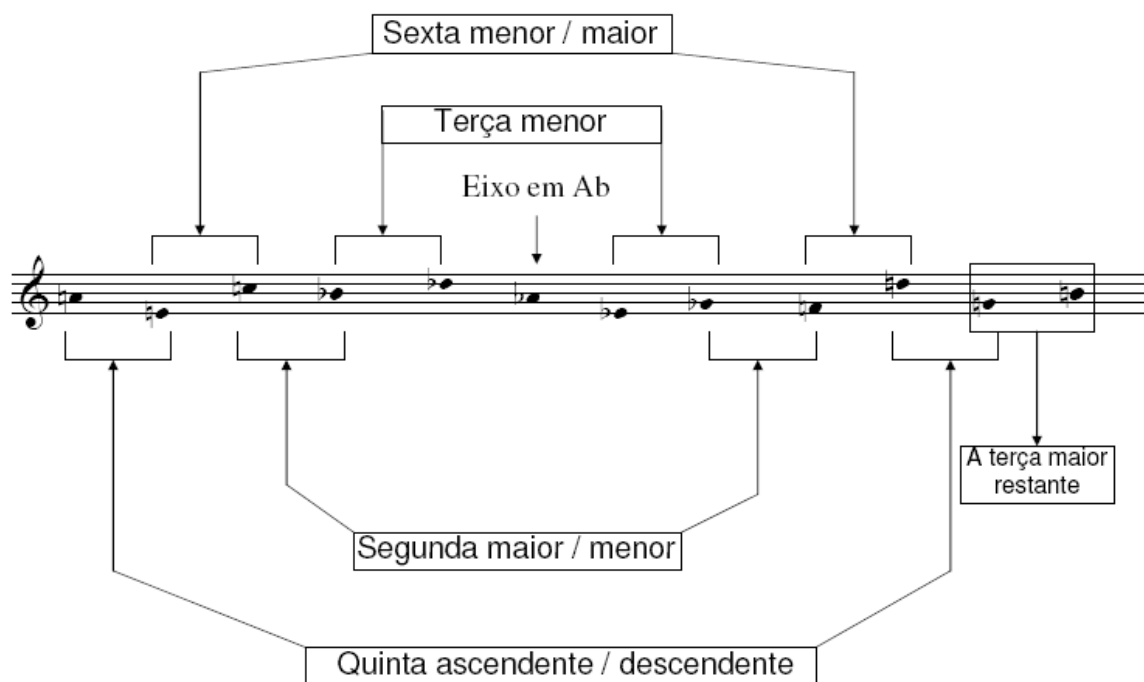 Sexta menor / maior
Terça menor
Eixo em Ab
A terça maior
restante
Segunda maior / menor
Quinta ascendente / descendente